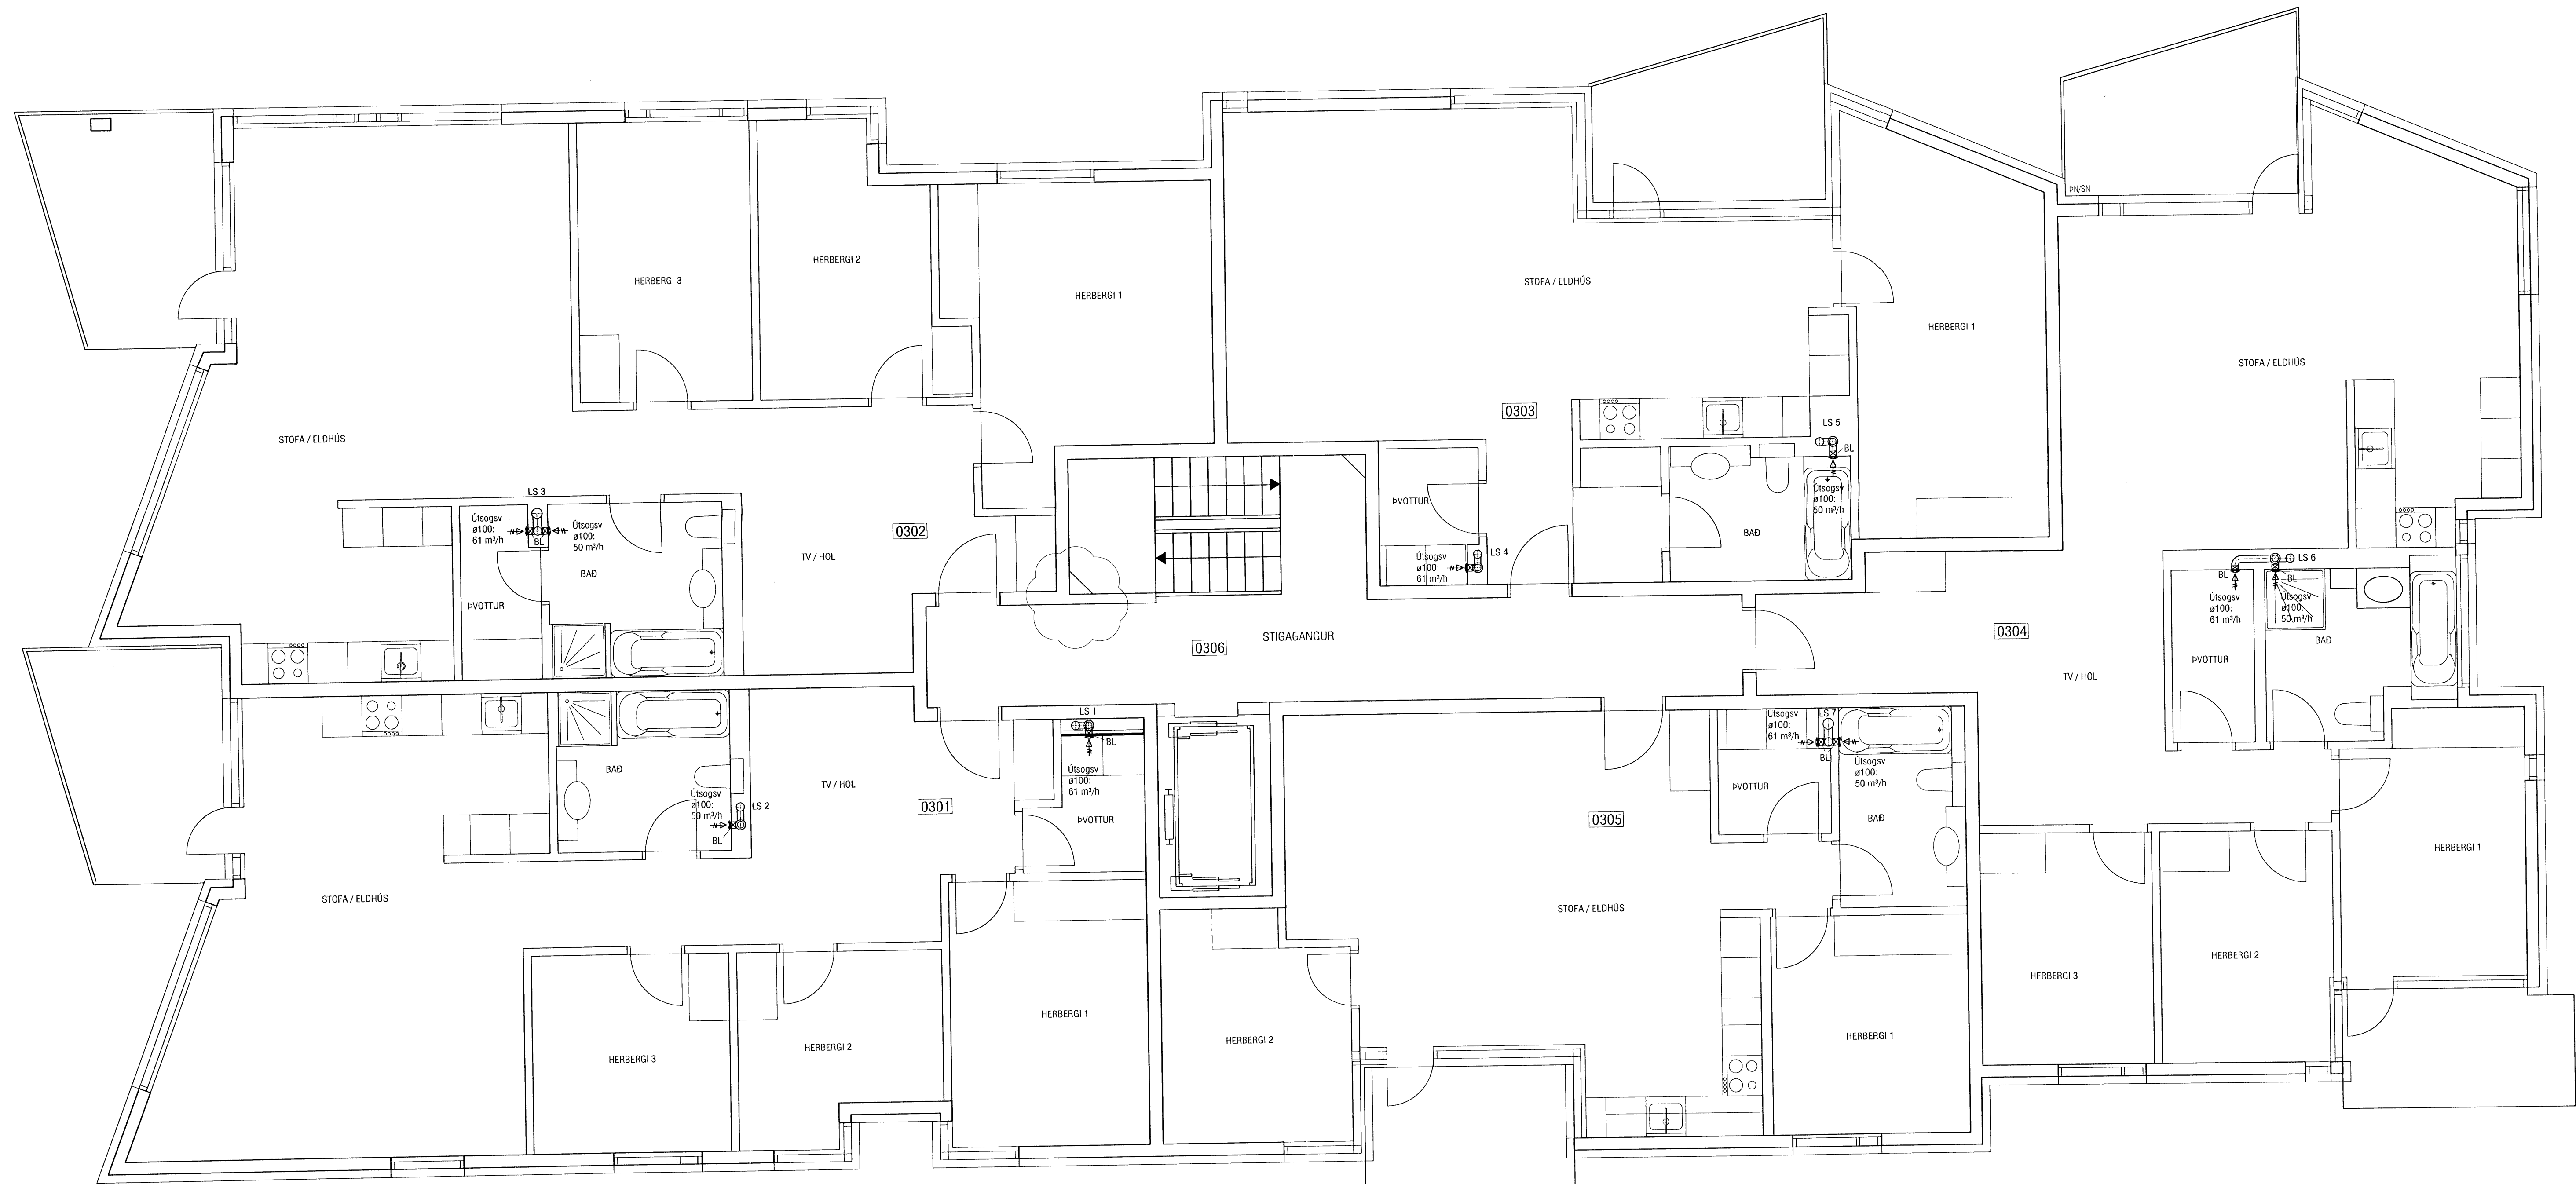 ÞN/SN
HERBERGI 3
HERBERGI 2
HERBERGI 1
STOFA / ELDHÚS
HERBERGI 1
STOFA / ELDHÚS
0303
STOFA / ELDHÚS
LS 5
BL
Útsogsv
ø100:
50 m³/h
BAÐ
ÞVOTTUR
LS 4
Útsogsv
ø100:
61 m³/h
LS 3
Útsogsv
ø100:
61 m³/h
BL
Útsogsv
ø100:
50 m³/h
BAÐ
ÞVOTTUR
0302
TV / HOL
LS 6
BL
BL
Útsogsv
ø100:
61 m³/h
Útsogsv
ø100:
50 m³/h
BAÐ
ÞVOTTUR
0304
TV / HOL
STIGAGANGUR
0306
LS 1
BL
Útsogsv
ø100:
61 m³/h
ÞVOTTUR
BAÐ
Útsogsv
ø100:
50 m³/h
LS 2
BL
TV / HOL
0301
STOFA / ELDHÚS
Útsogsv
ø100:
61 m³/h
LS 7
BL
Útsogsv
ø100:
50 m³/h
ÞVOTTUR
BAÐ
0305
STOFA / ELDHÚS
HERBERGI 1
HERBERGI 2
HERBERGI 3
HERBERGI 1
HERBERGI 2
HERBERGI 1
HERBERGI 2
HERBERGI 3